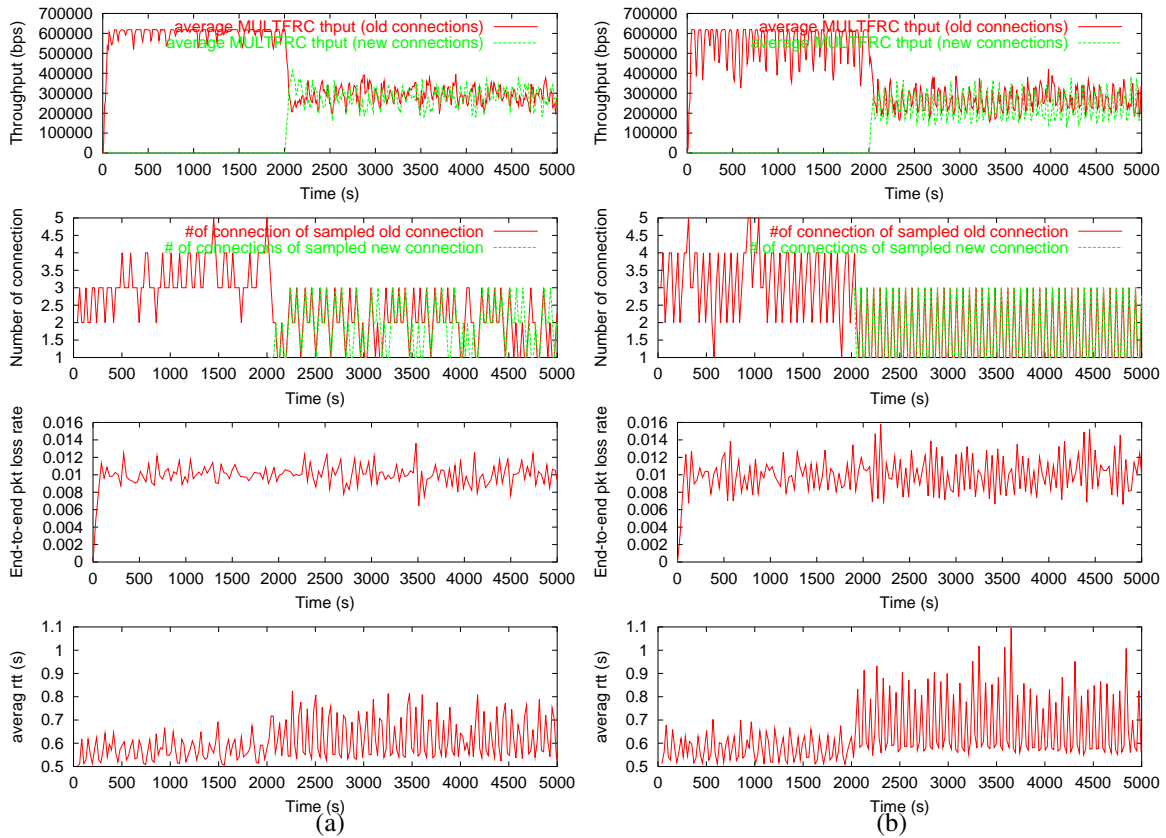 700000
600000
500000
400000
300000
200000
100000
0
Throughput (bps)
average MULTFRC thput (old connections)
average MULTFRC thput (new connections)
0 500 1000 1500 2000 2500 3000 3500 4000 4500 5000
Time (s)
700000
600000
500000
400000
300000
200000
100000
0
Throughput (bps)
average MULTFRC thput (old connections)
average MULTFRC thput (new connections)
0 500 1000 1500 2000 2500 3000 3500 4000 4500 5000
Time (s)
5
4.5
4
3.5
3
2.5
2
1.5
1
Number of connection
#of connection of sampled old connection
# of connections of sampled new connection
0 500 1000 1500 2000 2500 3000 3500 4000 4500 5000
Time (s)
5
4.5
4
3.5
3
2.5
2
1.5
1
Number of connection
#of connection of sampled old connection
# of connections of sampled new connection
0 500 1000 1500 2000 2500 3000 3500 4000 4500 5000
Time (s)
0.016
0.014
0.012
0.01
0.008
0.006
0.004
0.002
0
End-to-end pkt loss rate
0 500 1000 1500 2000 2500 3000 3500 4000 4500 5000
Time (s)
0.016
0.014
0.012
0.01
0.008
0.006
0.004
0.002
0
End-to-end pkt loss rate
0 500 1000 1500 2000 2500 3000 3500 4000 4500 5000
Time (s)
1.1
1
0.9
0.8
0.7
0.6
0.5
averag rtt (s)
0 500 1000 1500 2000 2500 3000 3500 4000 4500 5000
Time (s)
(a)
1.1
1
0.9
0.8
0.7
0.6
0.5
averag rtt (s)
0 500 1000 1500 2000 2500 3000 3500 4000 4500 5000
Time (s)
(b)